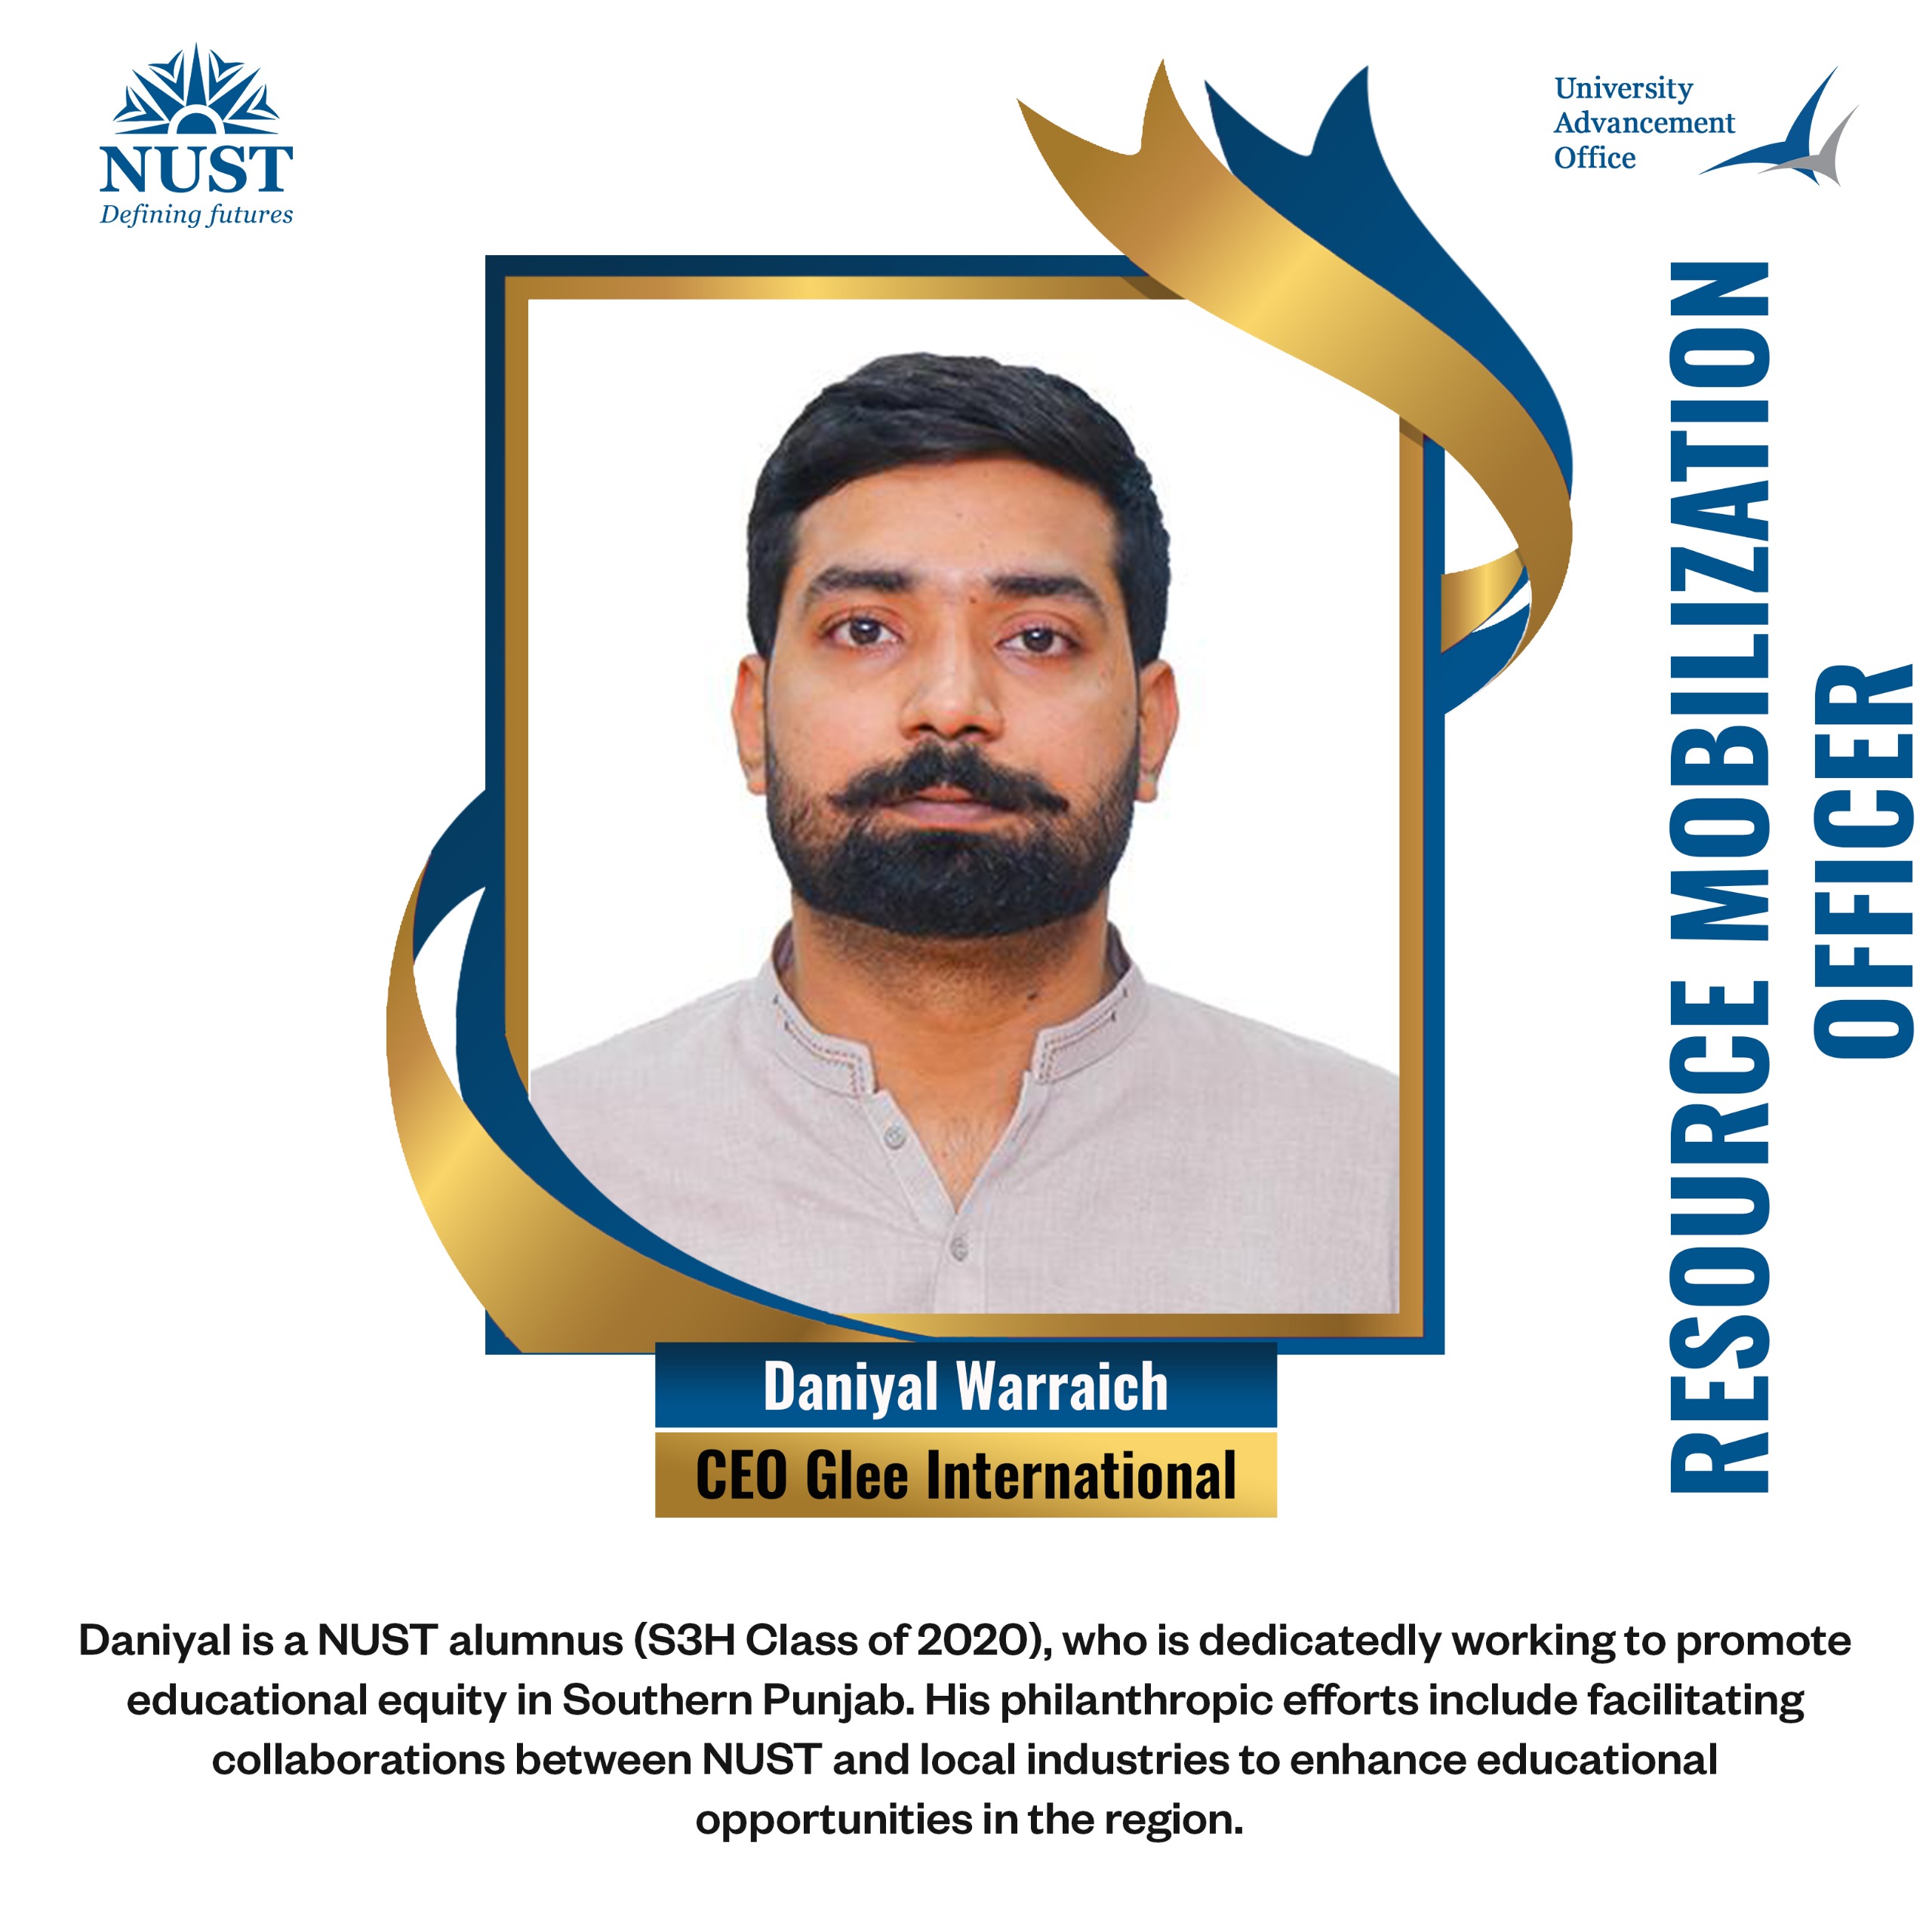 NUST
Defining futures
University
Advancement
Office
RESOURCE MOBILIZATION
OFFICER
Daniyal Warraich
CEO Glee International
Daniyal is a NUST alumnus (S3H Class of 2020), who is dedicatedly working to promote
educational equity in Southern Punjab. His philanthropic efforts include facilitating
collaborations between NUST and local industries to enhance educational
opportunities in the region.